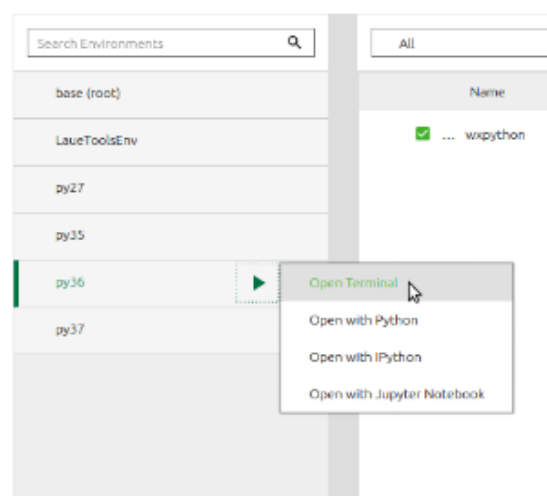 Search Environments
All
base (root)
Name
LaueToolsEnv
... wxpython
py27
py35
py36
Open Terminal
Open with Python
py37
Open with IPython
Open with Jupyter Notebook